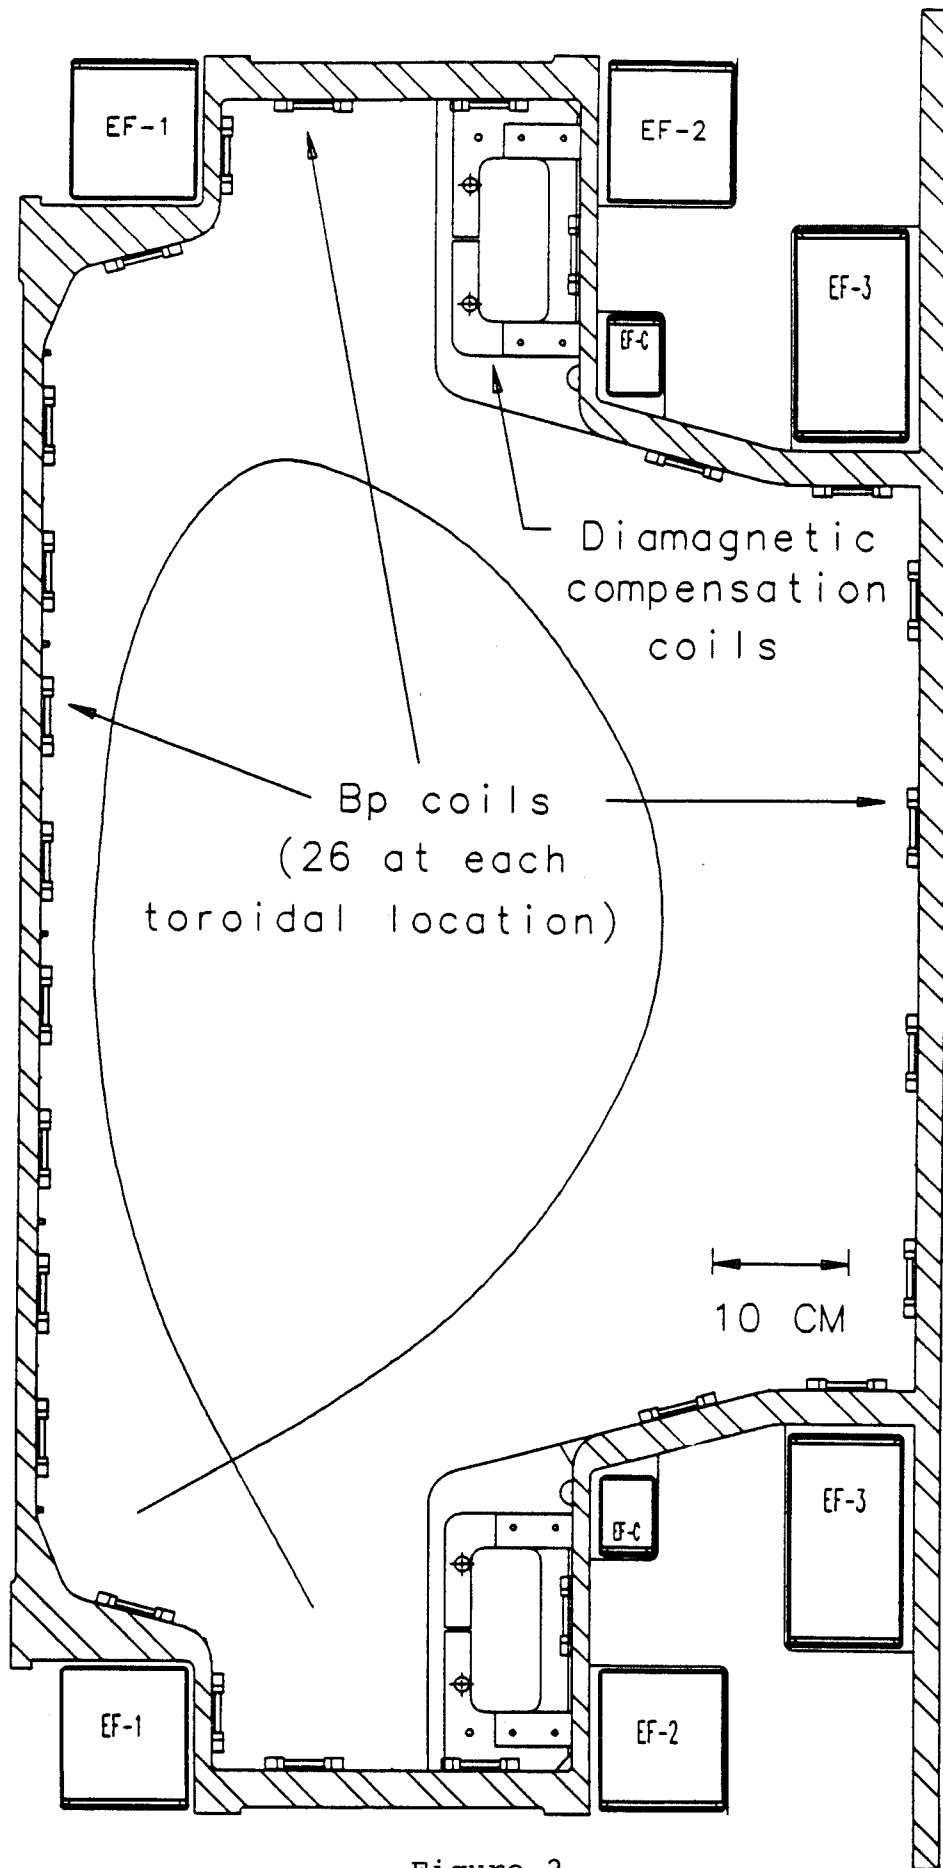 EF-1
EF-2
EF-3
EF-C
Diamagnetic
compensation
coils
Bp coils
(26 at each
toroidal location)
10 CM
EF-3
EF-C
EF-1
EF-2
Figure 2